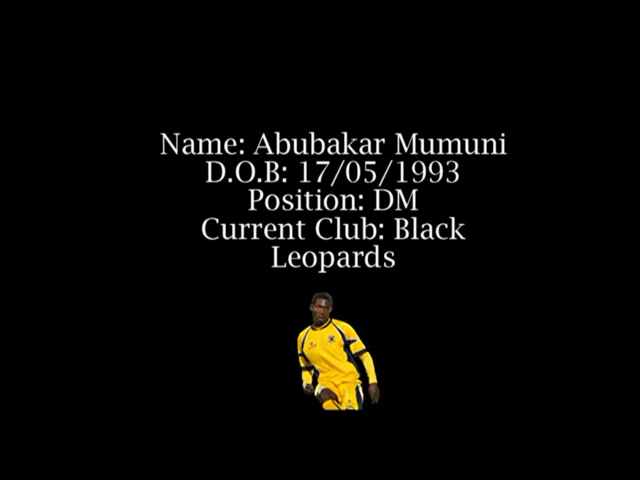 Name: Abubakar Mumuni
D.O.B: 17/05/1993
Position: DM
Current Club: Black
Leopards